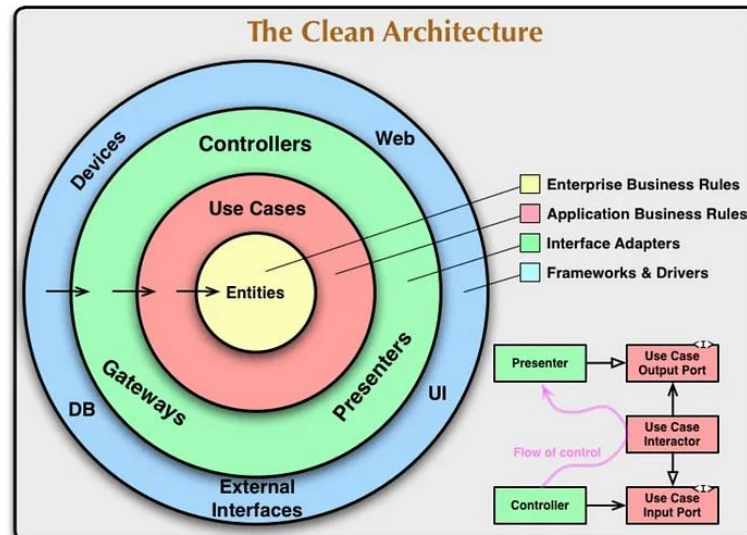 The Clean Architecture
Devices
Web
Controllers
Use Cases
Entities
Gateways
Presenters
DB
UI
External
Interfaces
Enterprise Business Rules
Application Business Rules
Interface Adapters
Frameworks & Drivers
Presenter
<I>
Use Case
Output Port
Use Case
Interactor
Flow of control
Controller
<I>
Use Case
Input Port